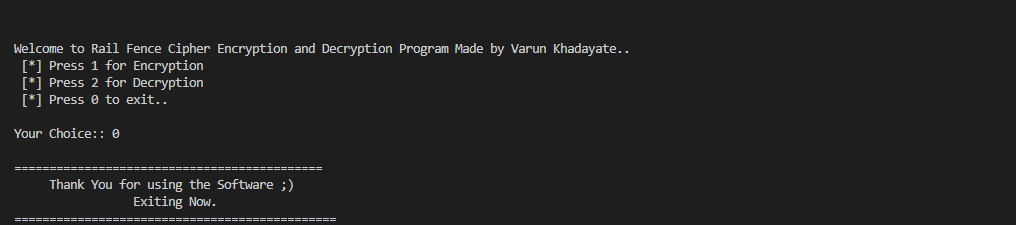 Welcome to Rail Fence Cipher Encryption and Decryption Program Made by Varun Khadayate..
[*] Press 1 for Encryption
[*] Press 2 for Decryption
[*] Press 0 to exit..
Your Choice:: 0
============================================
Thank You for using the Software ;)
Exiting Now.
==============================================